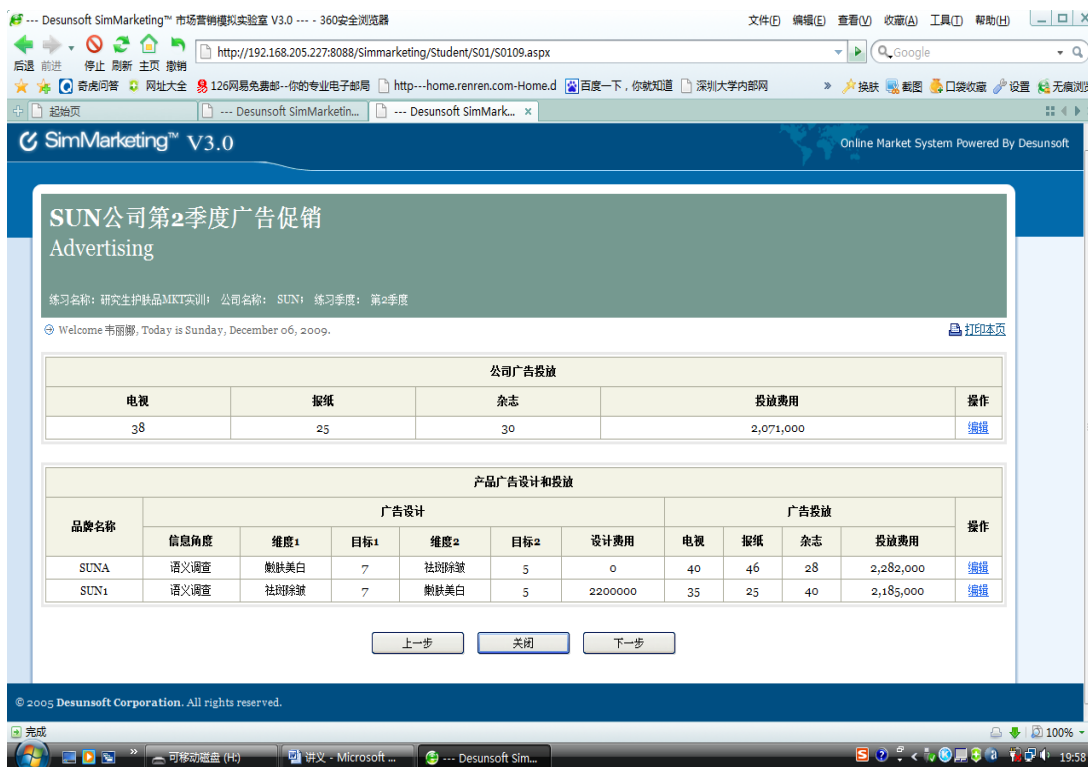 --- Desunsoft SimMarketing™ 市场营销模拟实验室 V3.0 --- - 360安全浏览器 文件(F) 编辑(E) 查看(V) 收藏(A) 工具(T) 帮助(H)
http://192.168.205.227:8088/Simmarketing/Student/S01/S0109.aspx Google
后退 前进 停止 刷新 主页 撤销
奇虎问答 网址大全 126网易免费邮--你的专业电子邮局 http---home.renren.com-Home.d 百度一下,你就知道 深圳大学内部网 » 换肤 截图 口袋收藏 设置 无痕浏览
起始页 --- Desunsoft SimMarketin... --- Desunsoft SimMark... ×
SimMarketing™ V3.0 Online Market System Powered By Desunsoft
SUN公司第2季度广告促销
Advertising
练习名称: 研究生护肤品MKT实训; 公司名称: SUN; 练习季度: 第2季度
Welcome 韦丽娜, Today is Sunday, December 06, 2009. 打印本页
公司广告投放
电视 报纸 杂志 投放费用 操作
38 25 30 2,071,000 编辑
产品广告设计和投放
品牌名称 广告设计 广告投放 操作
信息角度 维度1 目标1 维度2 目标2 设计费用 电视 报纸 杂志 投放费用
SUNA 语义调查 嫩肤美白 7 祛斑除皱 5 0 40 46 28 2,282,000 编辑
SUN1 语义调查 祛斑除皱 7 嫩肤美白 5 2200000 35 25 40 2,185,000 编辑
上一步 关闭 下一步
© 2005 Desunsoft Corporation. All rights reserved.
完成 100%
» 可移动磁盘 (H:) 讲义 - Microsoft ... --- Desunsoft Sim... 19:58